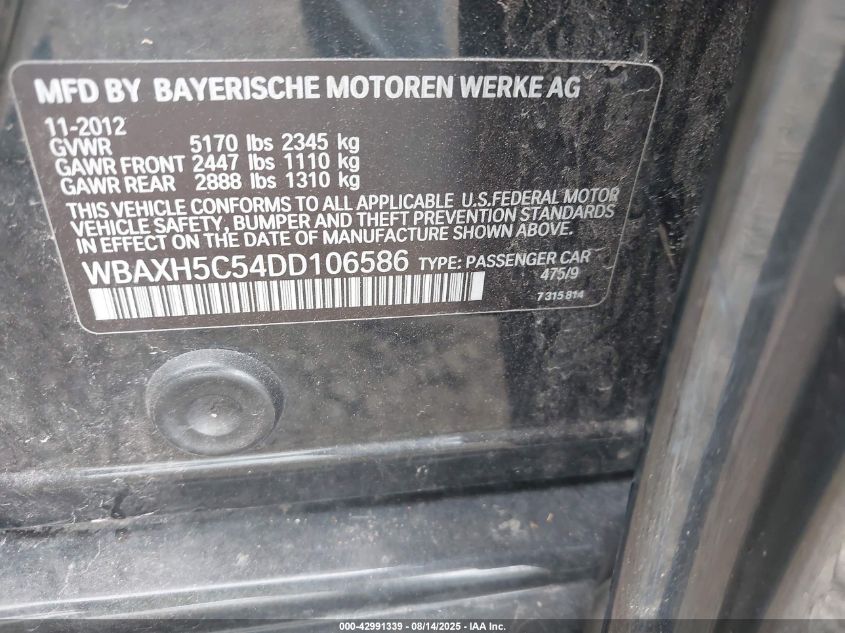 MFD BY BAYERISCHE MOTOREN WERKE AG
11-2012
GVWR 5170 lbs 2345 kg
GAWR FRONT 2447 lbs 1110 kg
GAWR REAR 2888 lbs 1310 kg
THIS VEHICLE CONFORMS TO ALL APPLICABLE U.S.FEDERAL MOTOR
VEHICLE SAFETY, BUMPER AND THEFT PREVENTION STANDARDS
IN EFFECT ON THE DATE OF MANUFACTURE SHOWN ABOVE.
WBAXH5C54DD106586 TYPE: PASSENGER CAR
475/9
7 315 814
000-42991339 - 08/14/2025 - IAA Inc.